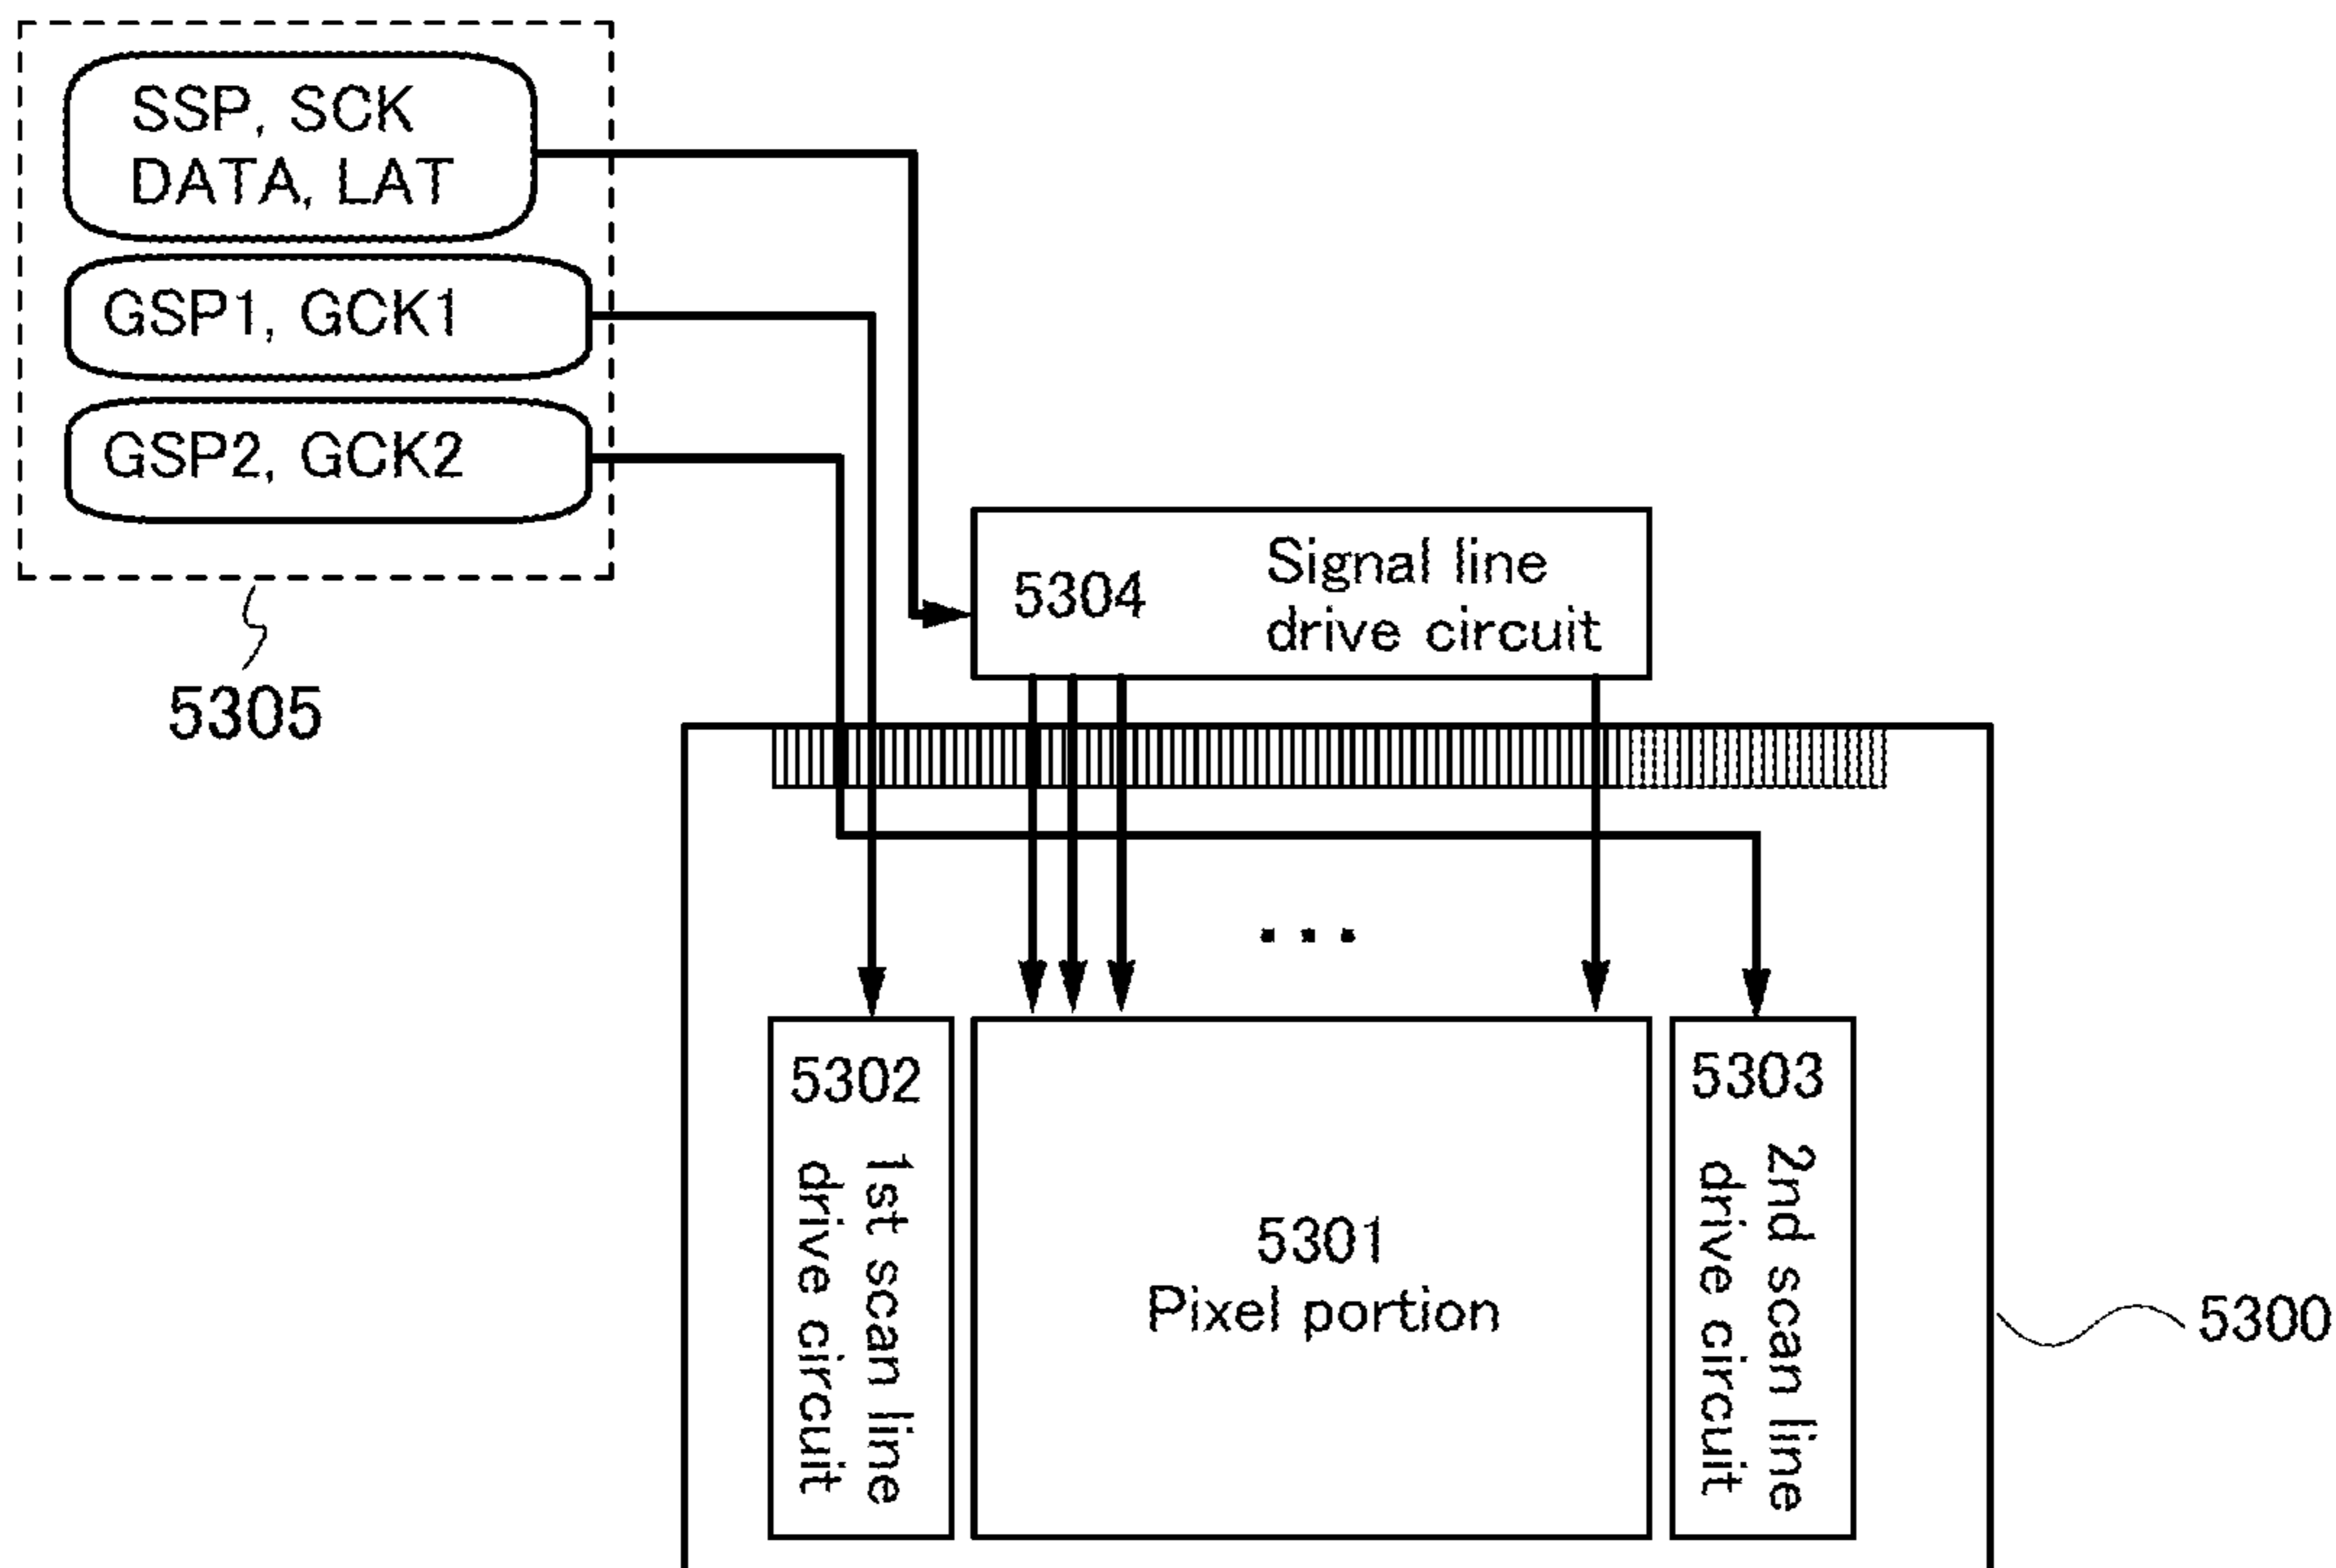 SSP, SCK
DATA, LAT
GSP1, GCK1
GSP2, GCK2
5305
5304
Signal line
drive circuit
5302
1st scan line
drive circuit
5301
Pixel portion
5303
2nd scan line
drive circuit
5300